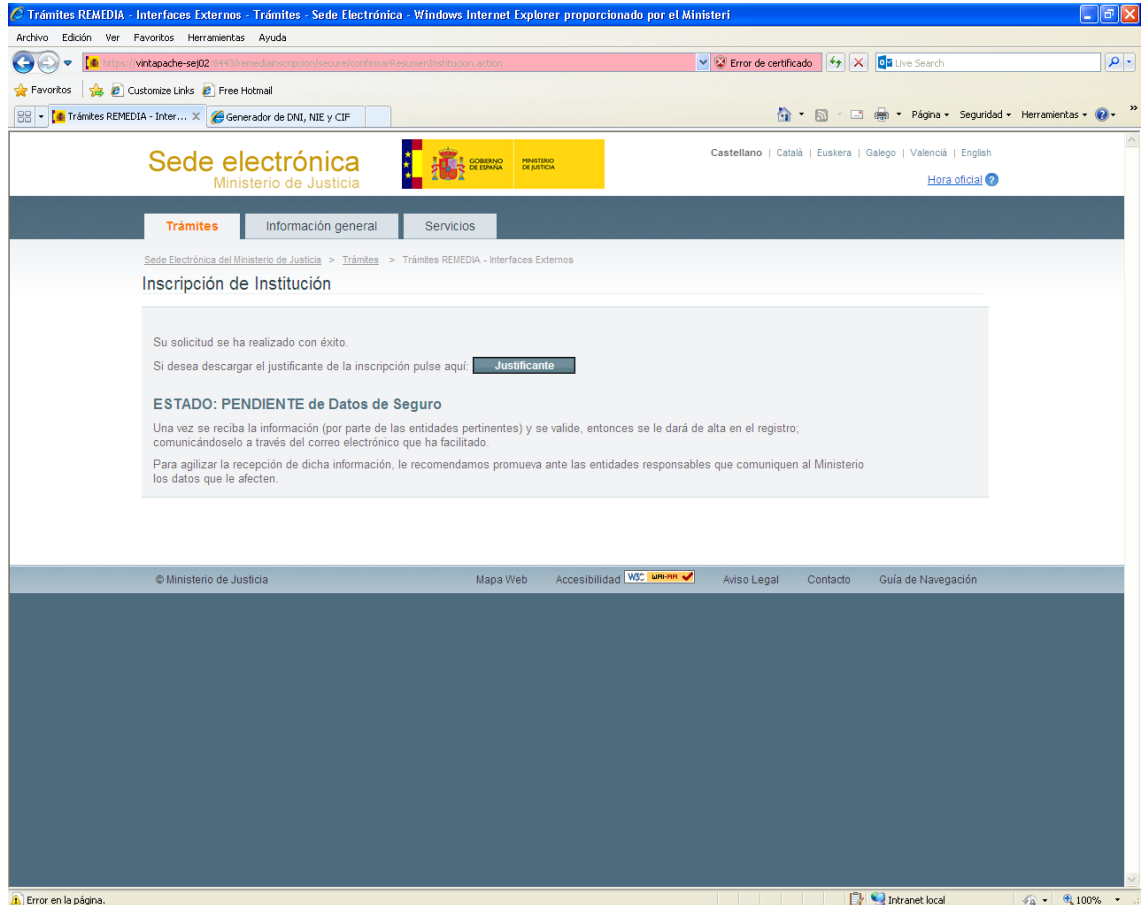 Trámites REMEDIA - Interfaces Externos - Trámites - Sede Electrónica - Windows Internet Explorer proporcionado por el Ministeri
Archivo Edición Ver Favoritos Herramientas Ayuda
https://vintapache-sej02:8443/remediainscripcion/secure/confirmarResumenInstitucion.action Error de certificado Live Search
Favoritos Customize Links Free Hotmail
Trámites REMEDIA - Inter... Generador de DNI, NIE y CIF Página Seguridad Herramientas
Sede electrónica
Ministerio de Justicia
GOBIERNO DE ESPAÑA
MINISTERIO DE JUSTICIA
Castellano | Català | Euskera | Galego | Valencià | English
Hora oficial ?
Trámites Información general Servicios
Sede Electrónica del Ministerio de Justicia > Trámites > Trámites REMEDIA - Interfaces Externos
Inscripción de Institución
Su solicitud se ha realizado con éxito.
Si desea descargar el justificante de la inscripción pulse aquí: Justificante
ESTADO: PENDIENTE de Datos de Seguro
Una vez se reciba la información (por parte de las entidades pertinentes) y se valide, entonces se le dará de alta en el registro;
comunicándoselo a través del correo electrónico que ha facilitado.
Para agilizar la recepción de dicha información, le recomendamos promueva ante las entidades responsables que comuniquen al Ministerio
los datos que le afecten.
© Ministerio de Justicia Mapa Web Accesibilidad W3C WAI-AA Aviso Legal Contacto Guía de Navegación
Error en la página. Intranet local 100%